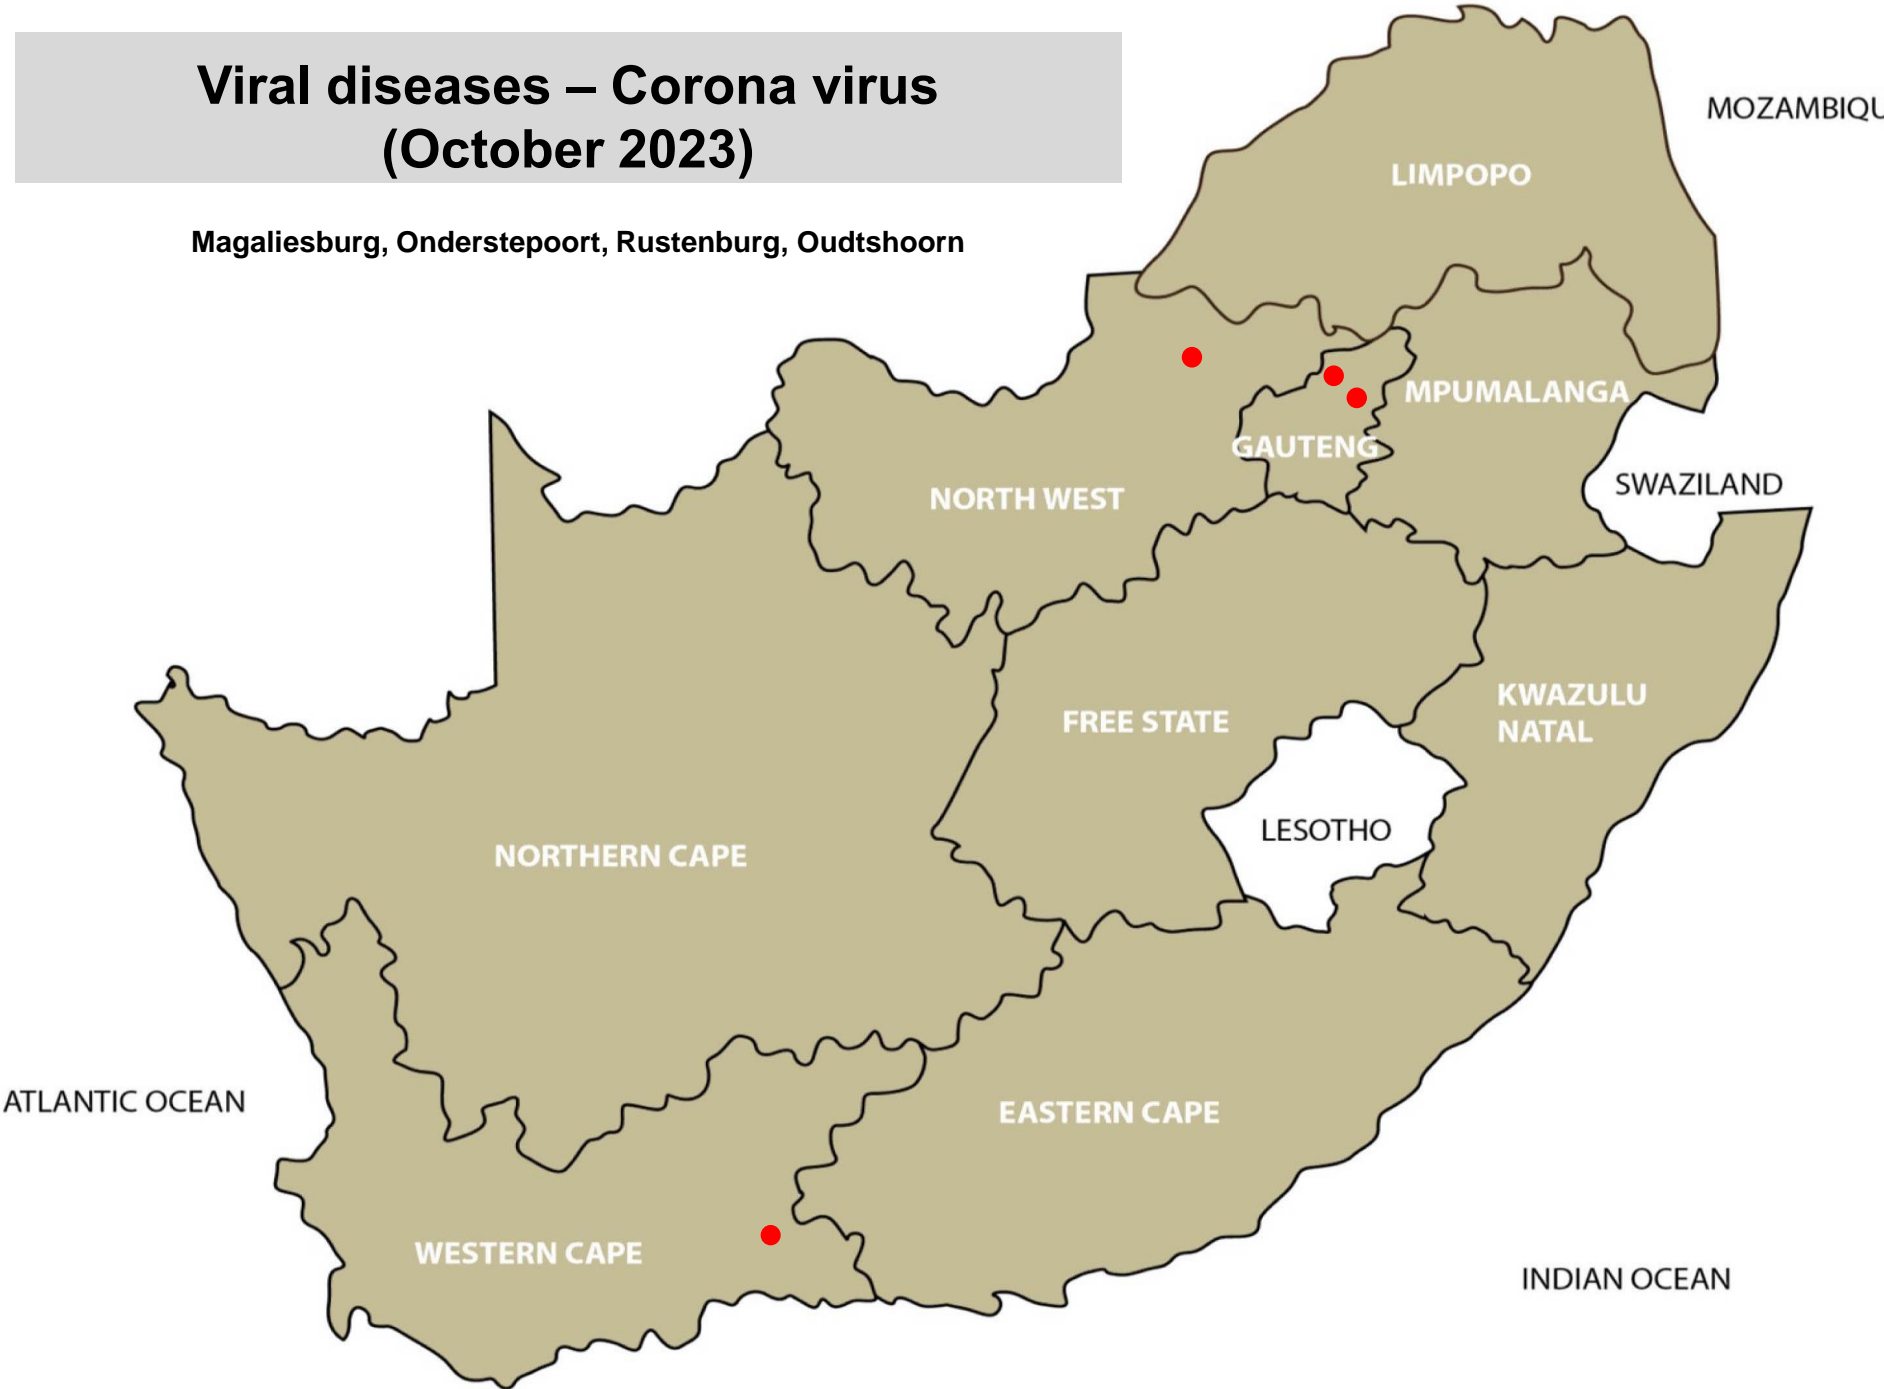 Viral diseases – Corona virus
(October 2023)
Magaliesburg, Onderstepoort, Rustenburg, Oudtshoorn
MOZAMBIQU
LIMPOPO
MPUMALANGA
GAUTENG
NORTH WEST
SWAZILAND
KWAZULU
NATAL
FREE STATE
LESOTHO
NORTHERN CAPE
ATLANTIC OCEAN
EASTERN CAPE
WESTERN CAPE
INDIAN OCEAN